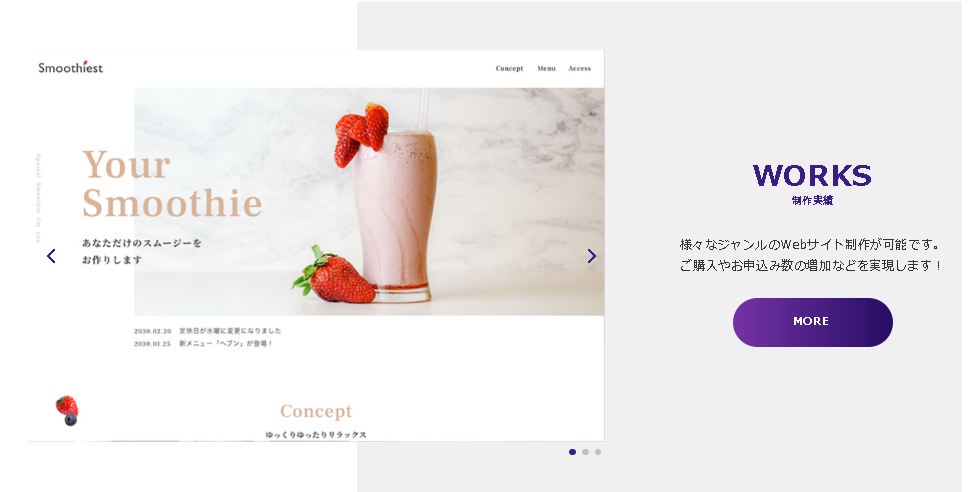 Smoothiest
Concept Menu Access
Special Smoothie for you
Your
Smoothie
あなただけのスムージーを
お作りします
2030.02.20 定休日が水曜に変更になりました
2030.01.25 新メニュー「ヘブン」が登場！
Concept
ゆっくりゆったりリラックス
WORKS
制作実績
様々なジャンルのWebサイト制作が可能です。
ご購入やお申込み数の増加などを実現します！
MORE